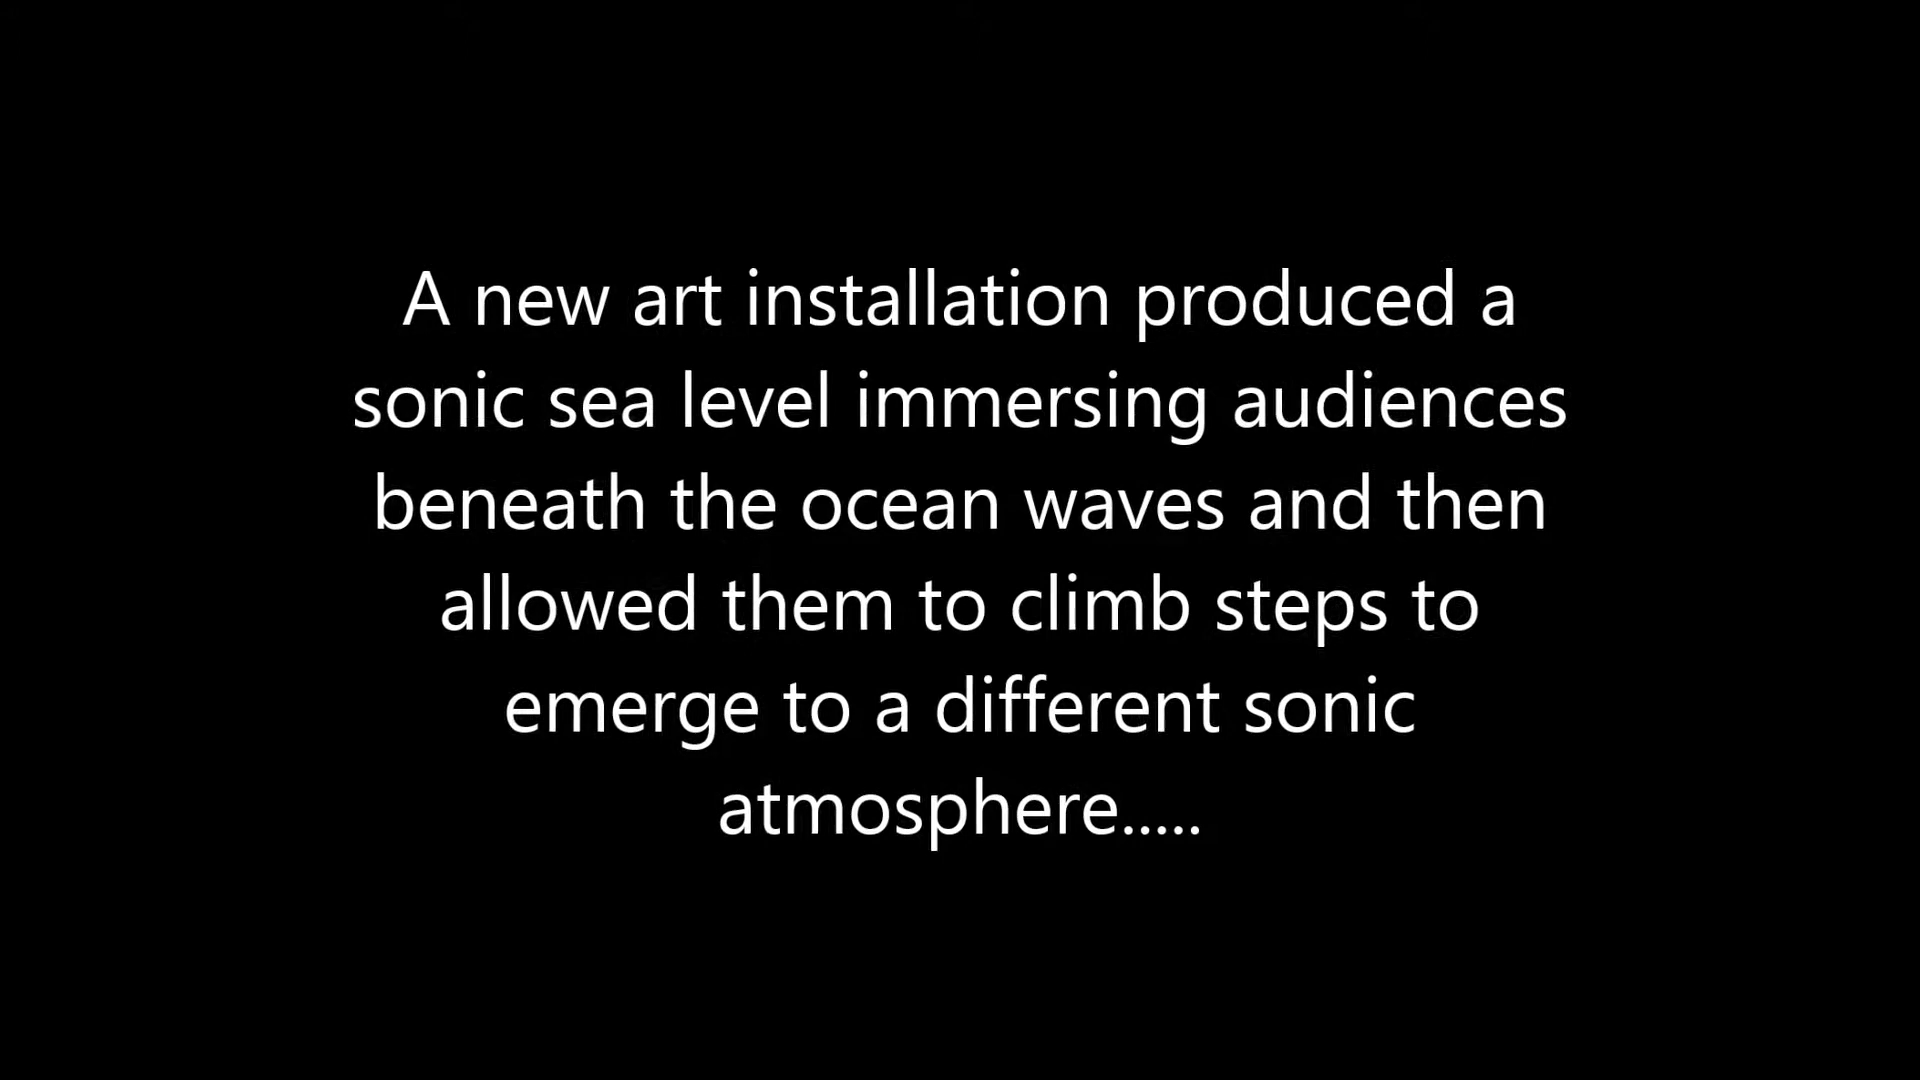 A new art installation produced a
sonic sea level immersing audiences
beneath the ocean waves and then
allowed them to climb steps to
emerge to a different sonic
atmosphere.....